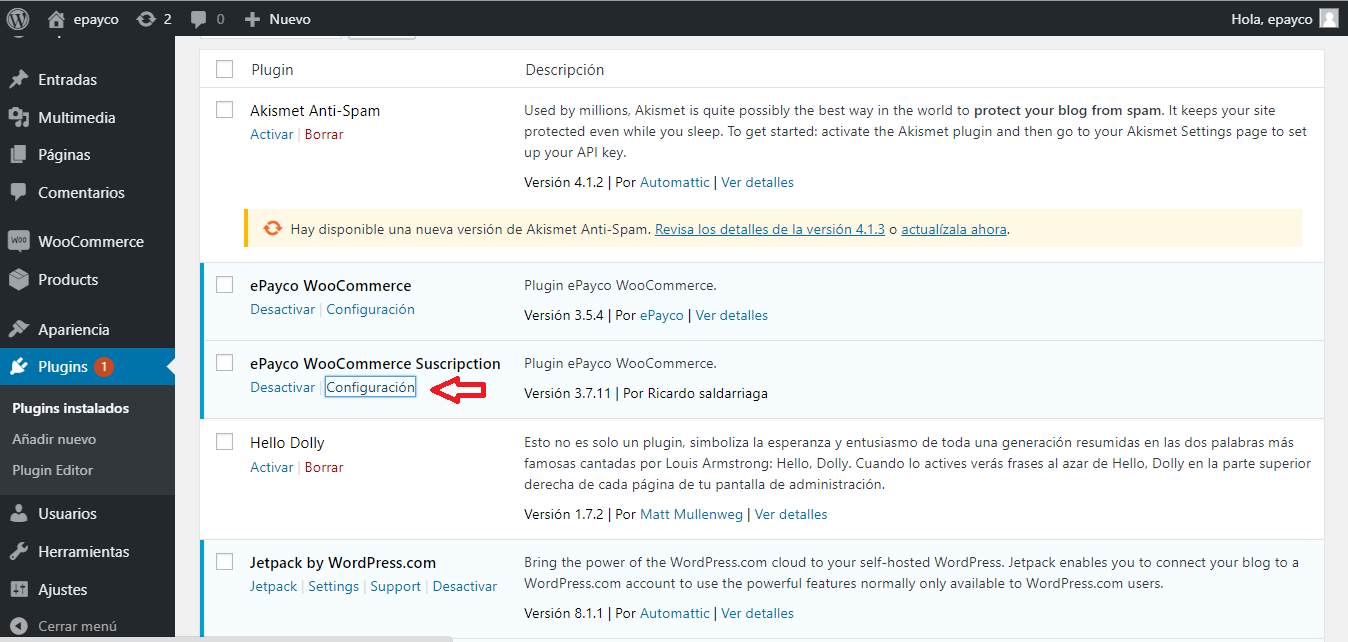 epayco
2
0
Nuevo
Hola, epayco
Entradas
Multimedia
Páginas
Comentarios
WOO
WooCommerce
Products
Apariencia
Plugins 1
Plugins instalados
Añadir nuevo
Plugin Editor
Usuarios
Herramientas
Ajustes
Cerrar menú
Plugin
Descripción
Akismet Anti-Spam
Activar | Borrar
Used by millions, Akismet is quite possibly the best way in the world to protect your blog from spam. It keeps your site
protected even while you sleep. To get started: activate the Akismet plugin and then go to your Akismet Settings page to set
up your API key.
Versión 4.1.2 | Por Automattic | Ver detalles
Hay disponible una nueva versión de Akismet Anti-Spam. Revisa los detalles de la versión 4.1.3 o actualízala ahora.
ePayco WooCommerce
Desactivar | Configuración
Plugin ePayco WooCommerce.
Versión 3.5.4 | Por ePayco | Ver detalles
ePayco WooCommerce Suscripction
Desactivar | Configuración
Plugin ePayco WooCommerce.
Versión 3.7.11 | Por Ricardo saldarriaga
Hello Dolly
Activar | Borrar
Esto no es solo un plugin, simboliza la esperanza y entusiasmo de toda una generación resumidas en las dos palabras más
famosas cantadas por Louis Armstrong: Hello, Dolly. Cuando lo actives verás frases al azar de Hello, Dolly en la parte superior
derecha de cada página de tu pantalla de administración.
Versión 1.7.2 | Por Matt Mullenweg | Ver detalles
Jetpack by WordPress.com
Jetpack | Settings | Support | Desactivar
Bring the power of the WordPress.com cloud to your self-hosted WordPress. Jetpack enables you to connect your blog to a
WordPress.com account to use the powerful features normally only available to WordPress.com users.
Versión 8.1.1 | Por Automattic | Ver detalles